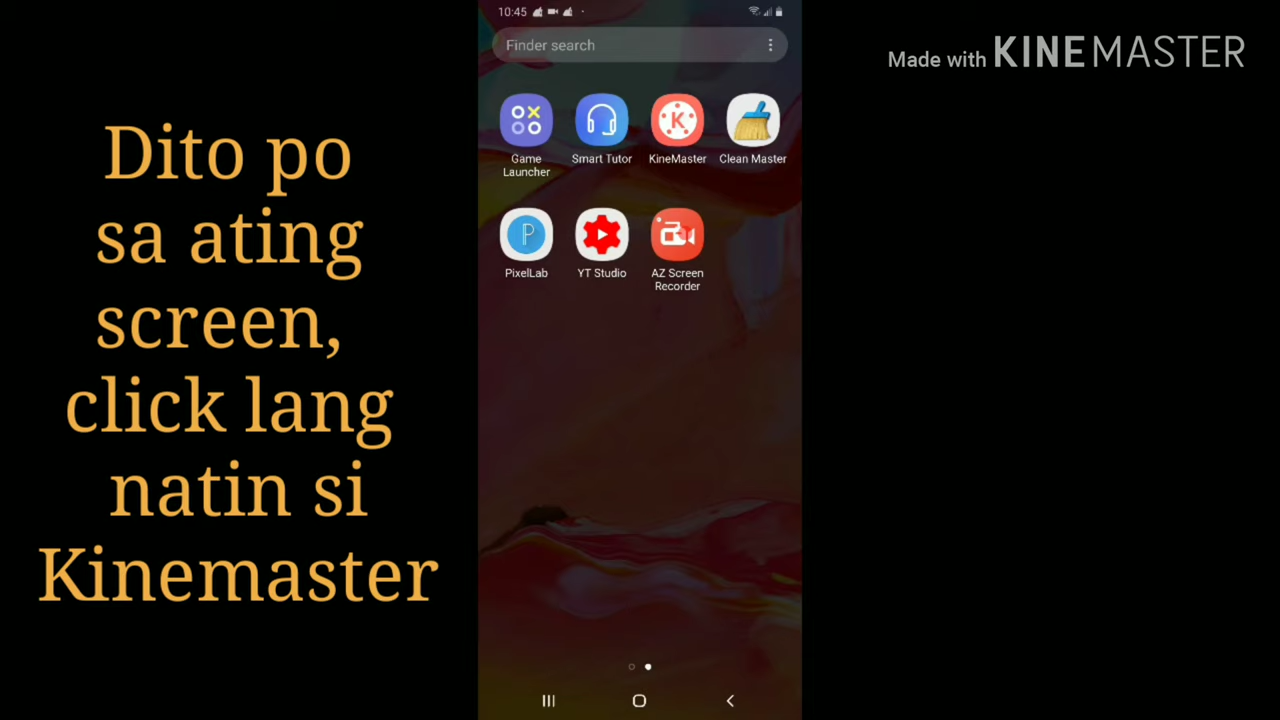 Dito po
sa ating
screen,
click lang
natin si
Kinemaster
10:45
Finder search
Game
Launcher
Smart Tutor
KineMaster
Clean Master
PixelLab
YT Studio
AZ Screen
Recorder
Made with KINEMASTER